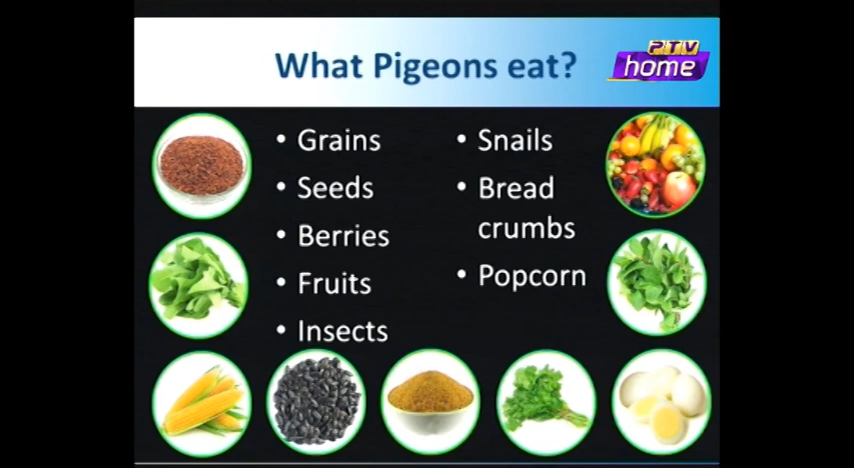 What Pigeons eat?
PTV
home
• Grains
• Seeds
• Berries
• Fruits
• Insects
• Snails
• Bread
crumbs
• Popcorn